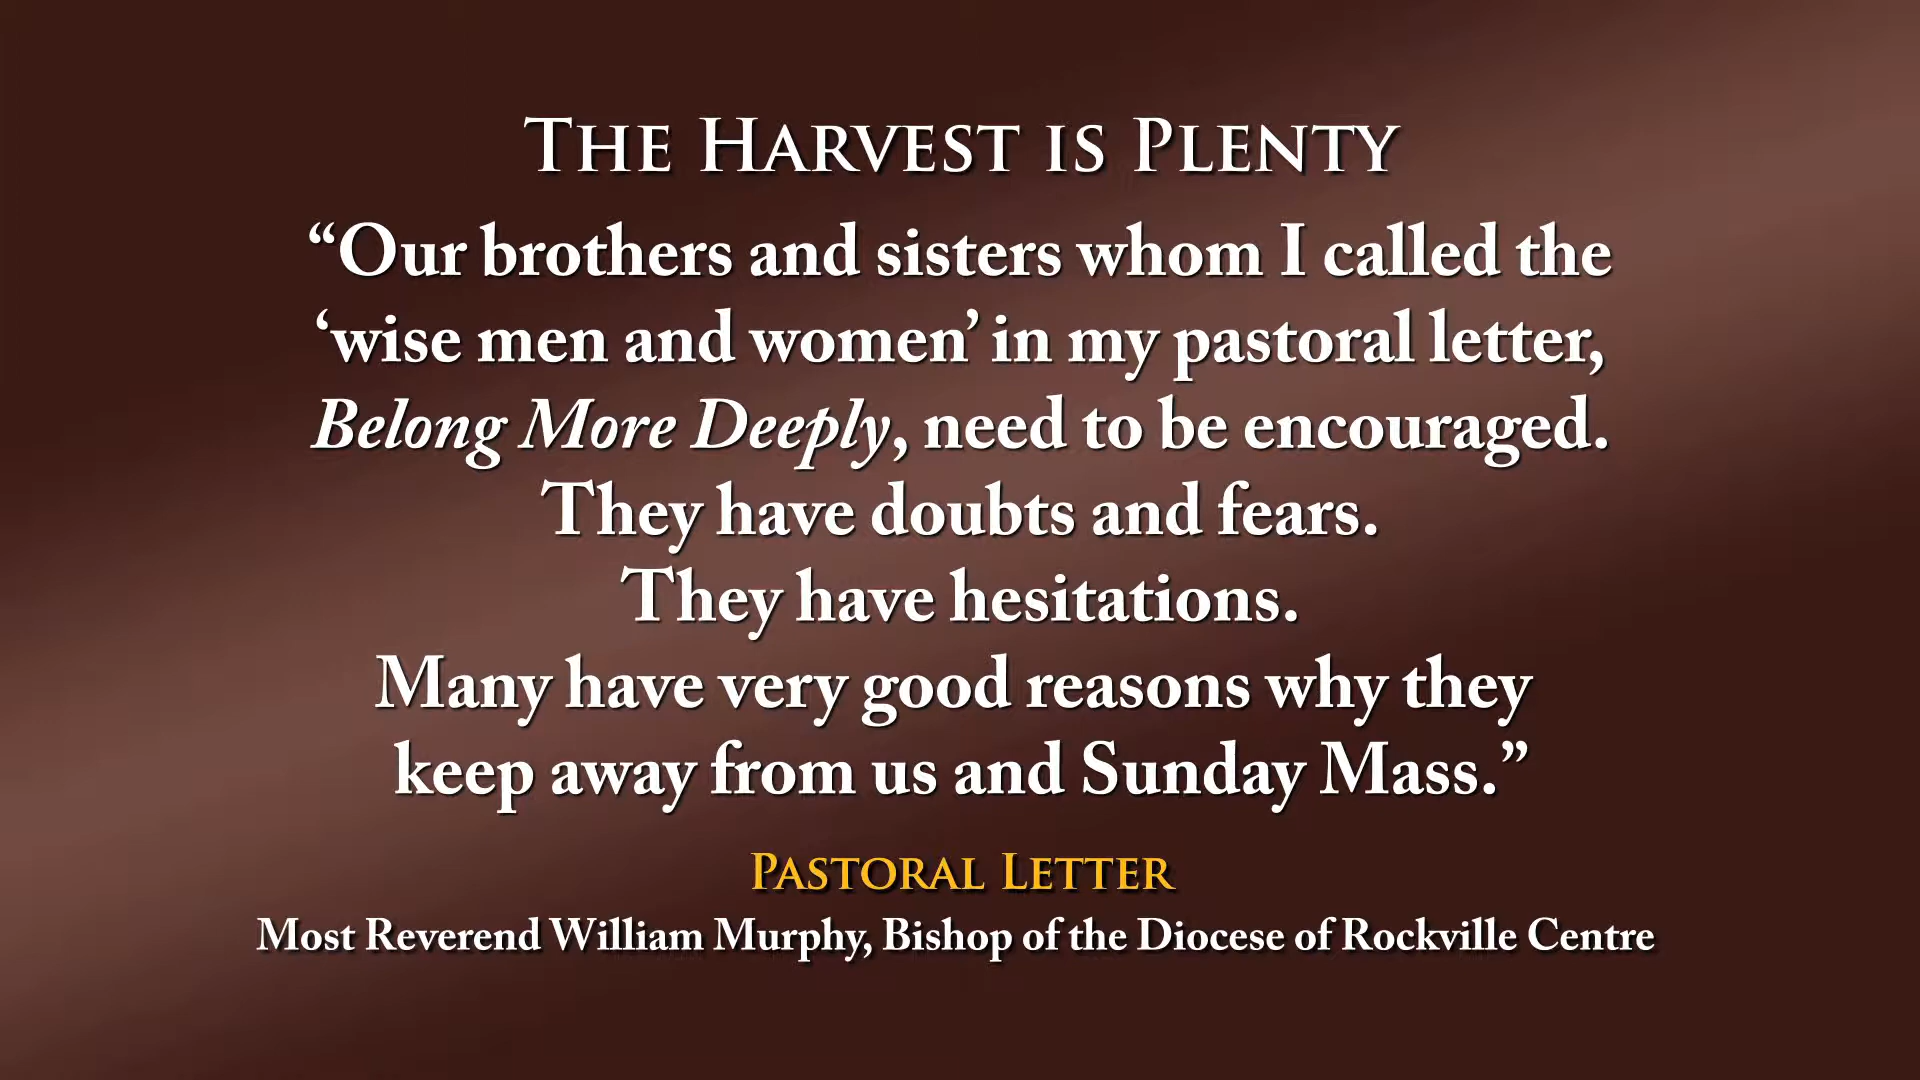 The Harvest is Plenty
“Our brothers and sisters whom I called the
‘wise men and women’ in my pastoral letter,
Belong More Deeply, need to be encouraged.
They have doubts and fears.
They have hesitations.
Many have very good reasons why they
keep away from us and Sunday Mass.”
Pastoral Letter
Most Reverend William Murphy, Bishop of the Diocese of Rockville Centre